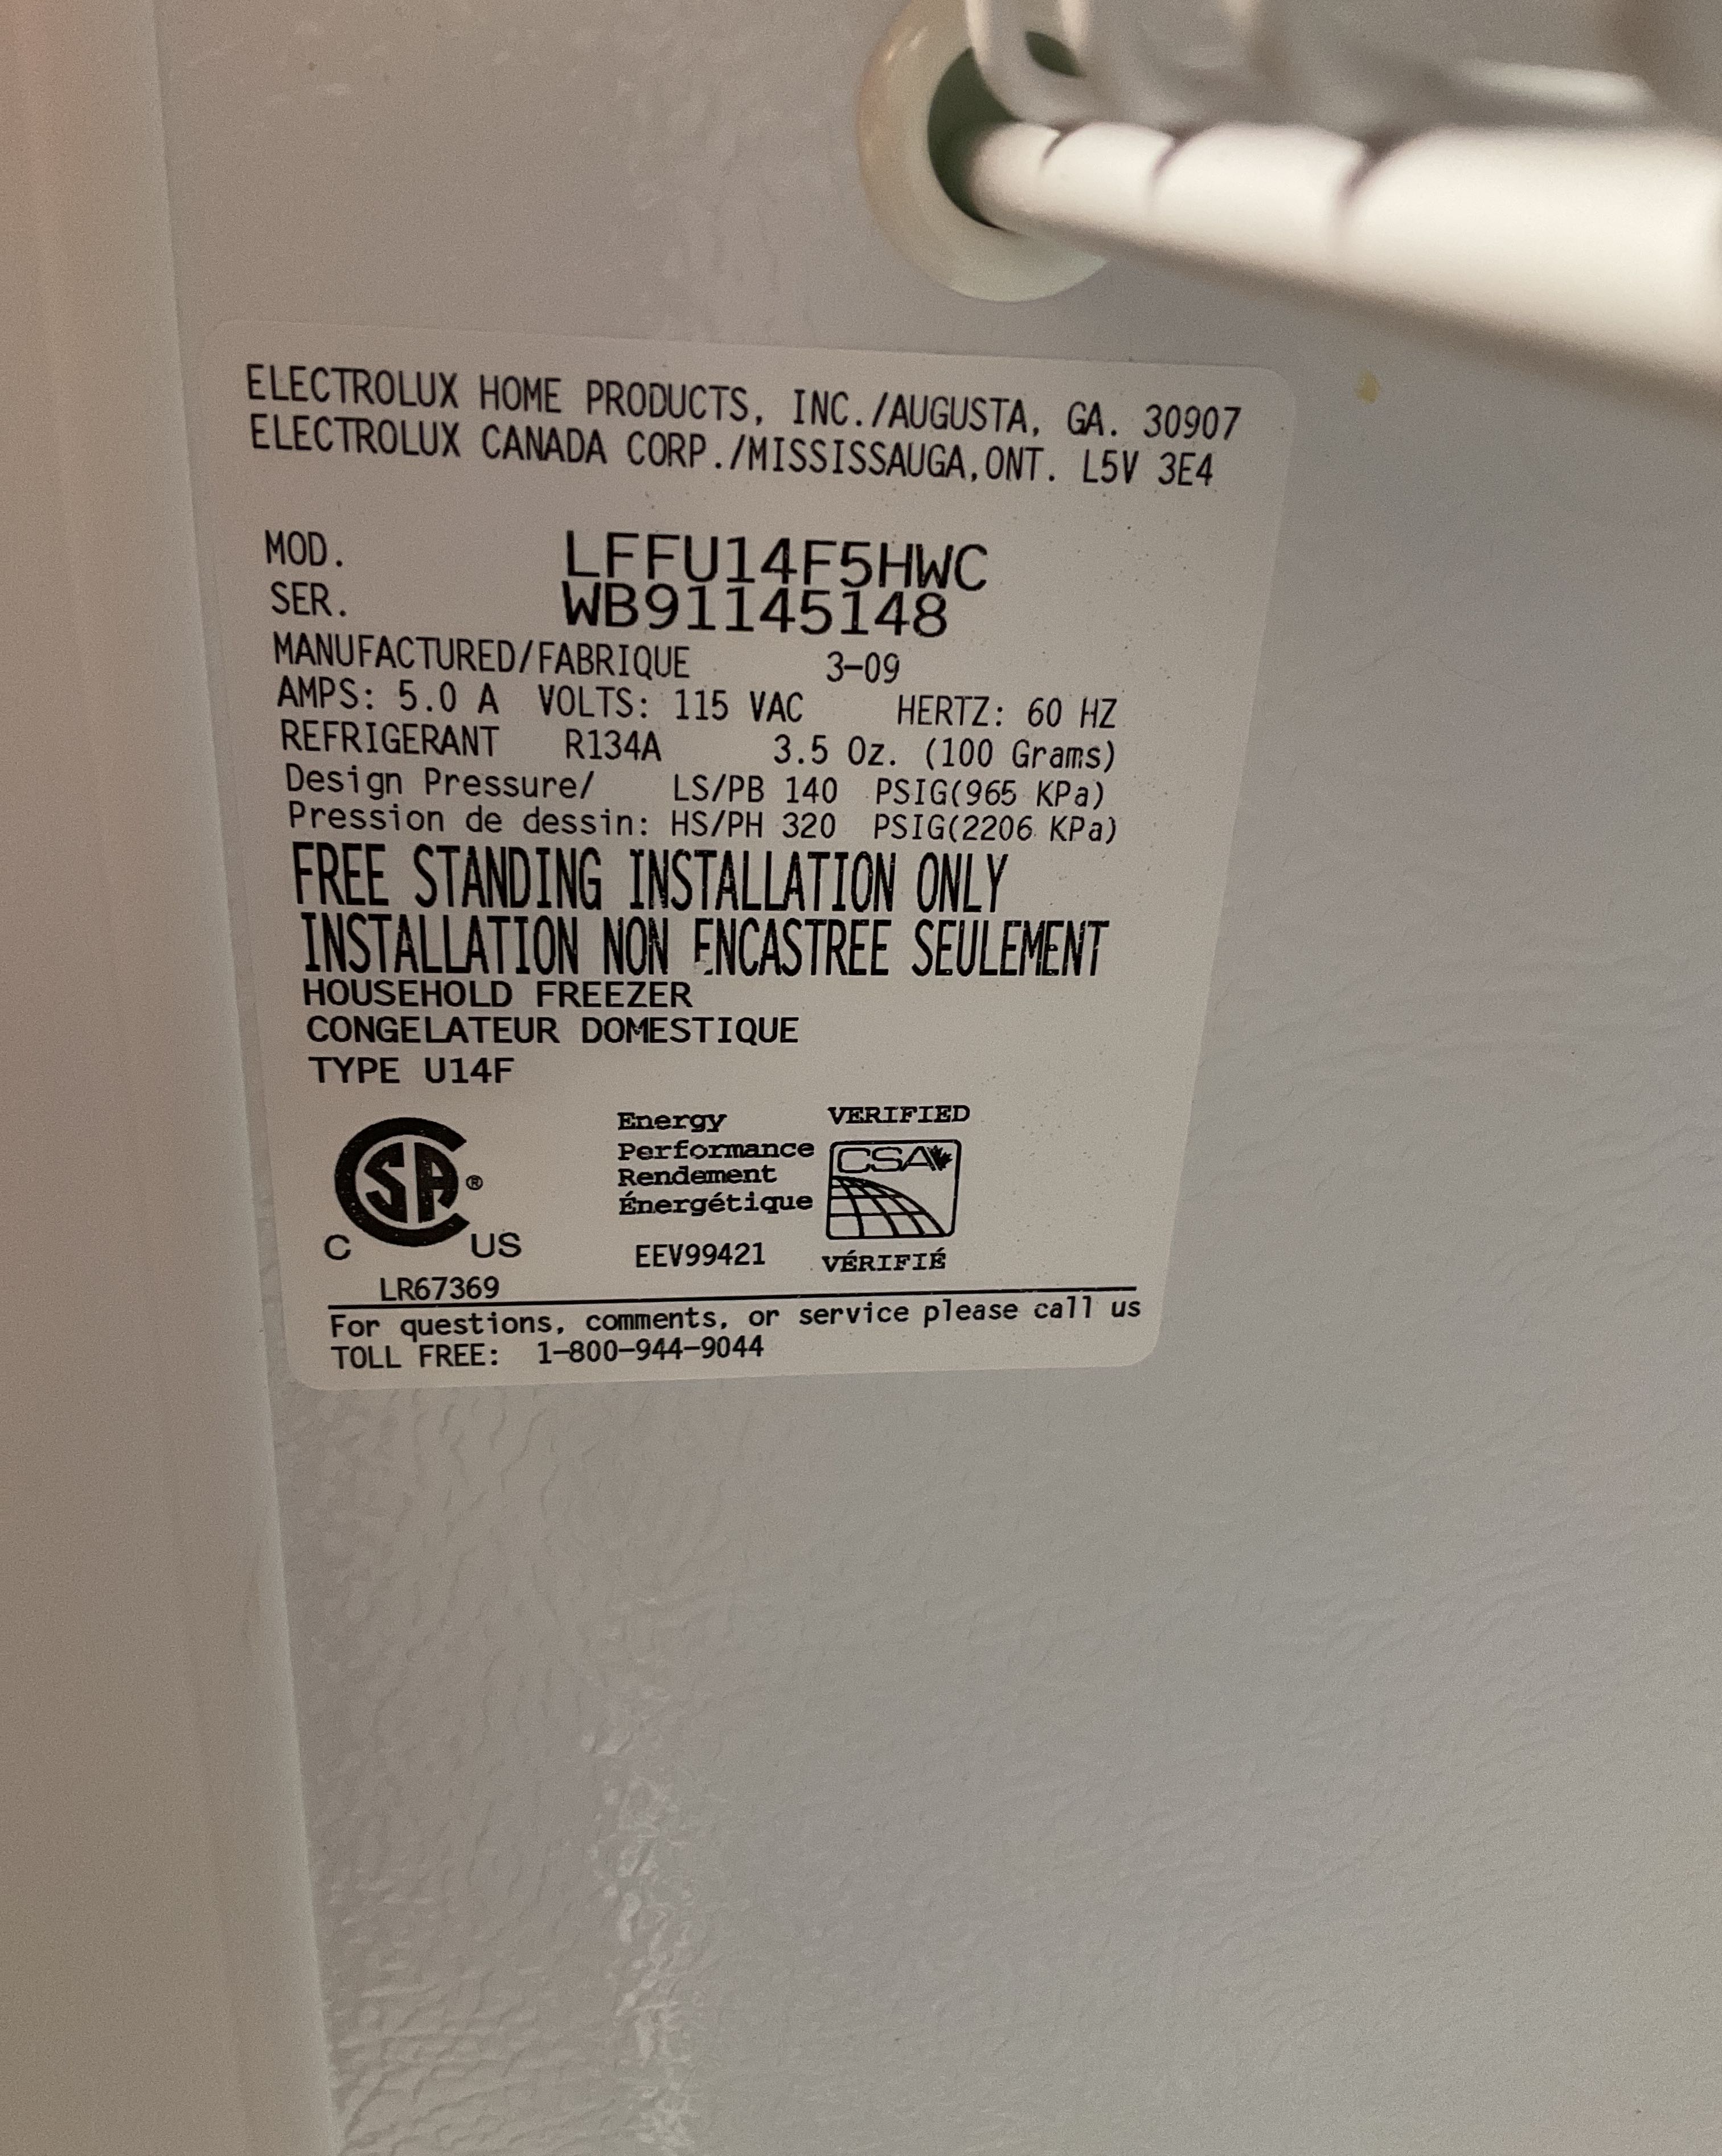 ELECTROLUX HOME PRODUCTS, INC./AUGUSTA, GA. 30907
ELECTROLUX CANADA CORP./MISSISSAUGA,ONT. L5V 3E4
MOD. LFFU14F5HWC
SER. WB91145148
MANUFACTURED/FABRIQUE 3-09
AMPS: 5.0 A VOLTS: 115 VAC HERTZ: 60 HZ
REFRIGERANT R134A 3.5 Oz. (100 Grams)
Design Pressure/ LS/PB 140 PSIG(965 KPa)
Pression de dessin: HS/PH 320 PSIG(2206 KPa)
FREE STANDING INSTALLATION ONLY
INSTALLATION NON ENCASTREE SEULEMENT
HOUSEHOLD FREEZER
CONGELATEUR DOMESTIQUE
TYPE U14F
CSA®
C US
LR67369
Energy
Performance
Rendement
Énergétique
EEV99421
VERIFIED
CSA
VÉRIFIÉ
For questions, comments, or service please call us
TOLL FREE: 1-800-944-9044